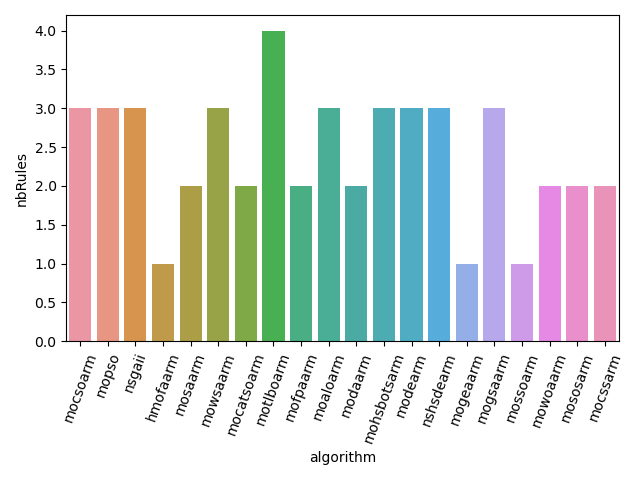 4.0
3.5
3.0
2.5
2.0
1.5
1.0
0.5
0.0
nbRules
mocsoarm
mopso
nsgaii
hmofaarm
mosaarm
mowsaarm
mocatsoarm
motlboarm
mofpaarm
moaloarm
modaarm
mohsbotsarm
modearm
nshsdearm
mogeaarm
mogsaarm
mossoarm
mowoaarm
mososarm
mocssarm
algorithm